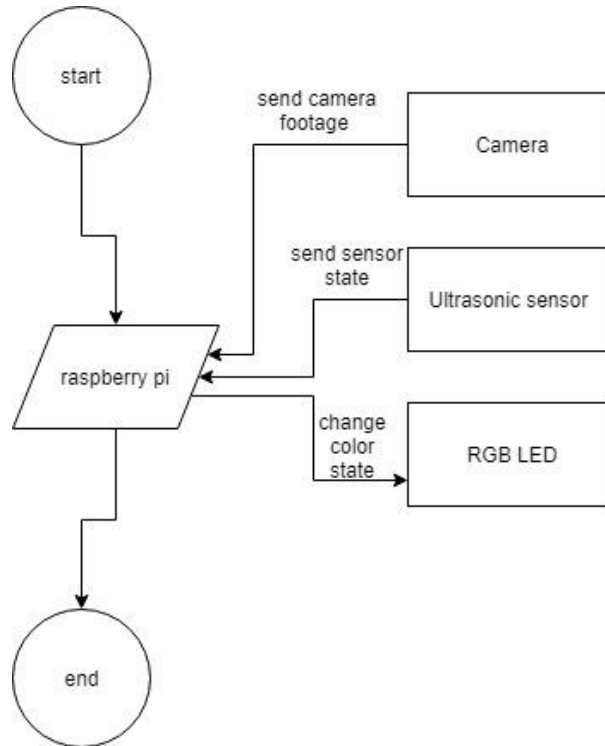 start
send camera
footage
Camera
send sensor
state
Ultrasonic sensor
raspberry pi
change
color
state
RGB LED
end